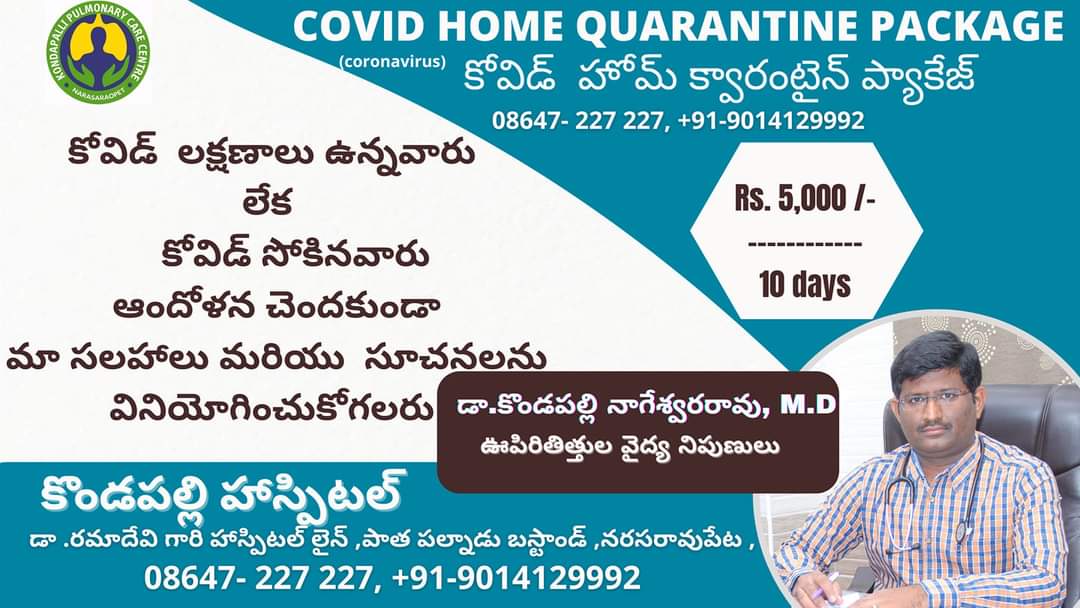 KONDAPALLI PULMONARY CARE CENTRE
NARASARAOPET
COVID HOME QUARANTINE PACKAGE
(coronavirus)
కోవిడ్ హోమ్ క్వారంటైన్ ప్యాకేజ్
08647- 227 227, +91-9014129992
Rs. 5,000 /-
------------
10 days
కోవిడ్ లక్షణాలు ఉన్నవారు
లేక
కోవిడ్ సోకినవారు
ఆందోళన చెందకుండా
మా సలహాలు మరియు సూచనలను
వినియోగించుకోగలరు
డా.కొండపల్లి నాగేశ్వరరావు, M.D
ఊపిరితిత్తుల వైద్య నిపుణులు
కొండపల్లి హాస్పిటల్
డా .రమాదేవి గారి హాస్పిటల్ లైన్ ,పాత పల్నాడు బస్టాండ్ ,నరసరావుపేట ,
08647- 227 227, +91-9014129992